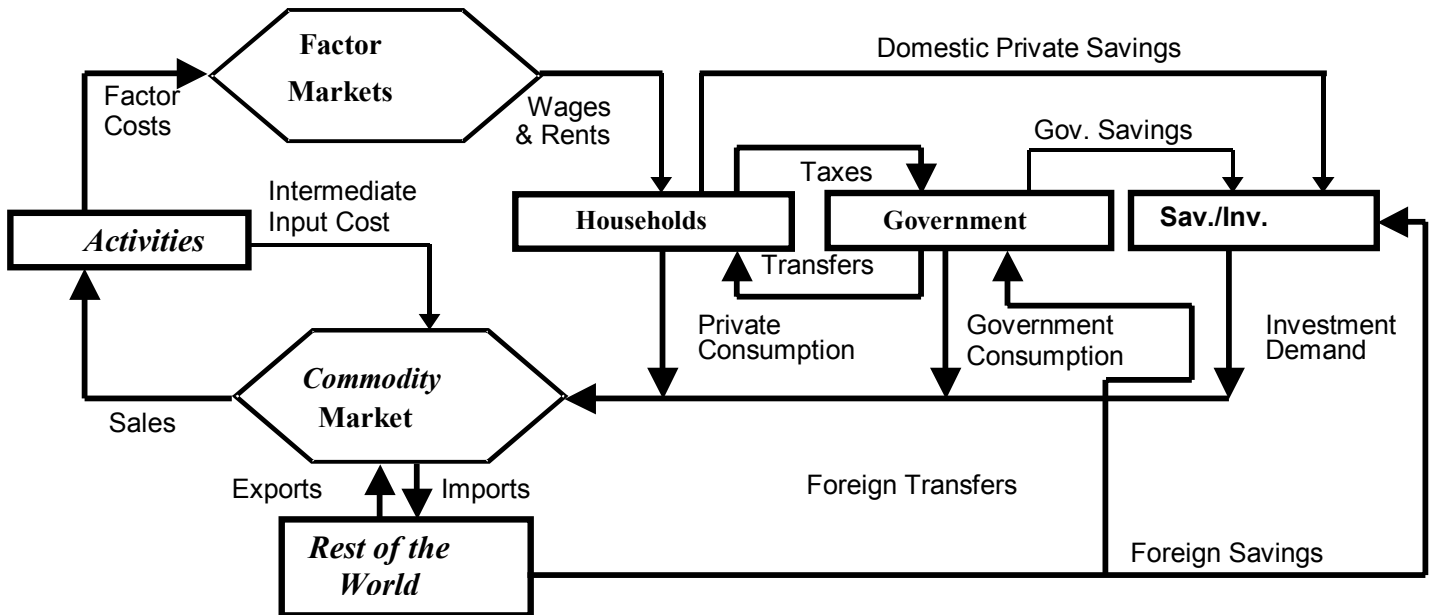 Factor
Markets
Domestic Private Savings
Factor
Costs
Wages
& Rents
Gov. Savings
Taxes
Intermediate
Input Cost
Activities
Households
Government
Sav./Inv.
Transfers
Private
Consumption
Government
Consumption
Investment
Demand
Commodity
Market
Sales
Exports
Imports
Foreign Transfers
Rest of the
World
Foreign Savings